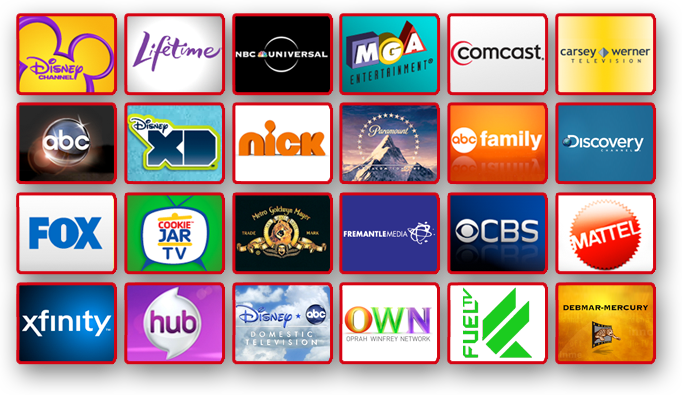 Disney
CHANNEL
Lifetime
NBC UNIVERSAL
MGA
ENTERTAINMENT
Comcast.
carsey werner
TELEVISION
abc
Disney
XD
nick
Paramount
abc family
Discovery
CHANNEL
FOX
COOKIE
JAR
TV
Metro Goldwyn Mayer
TRADE MARK
FREMANTLEMEDIA
CBS
MATTEL
xfinity
hub
Disney abc
DOMESTIC
TELEVISION
OWN
OPRAH WINFREY NETWORK
FUEL TV
DEBMAR-MERCURY